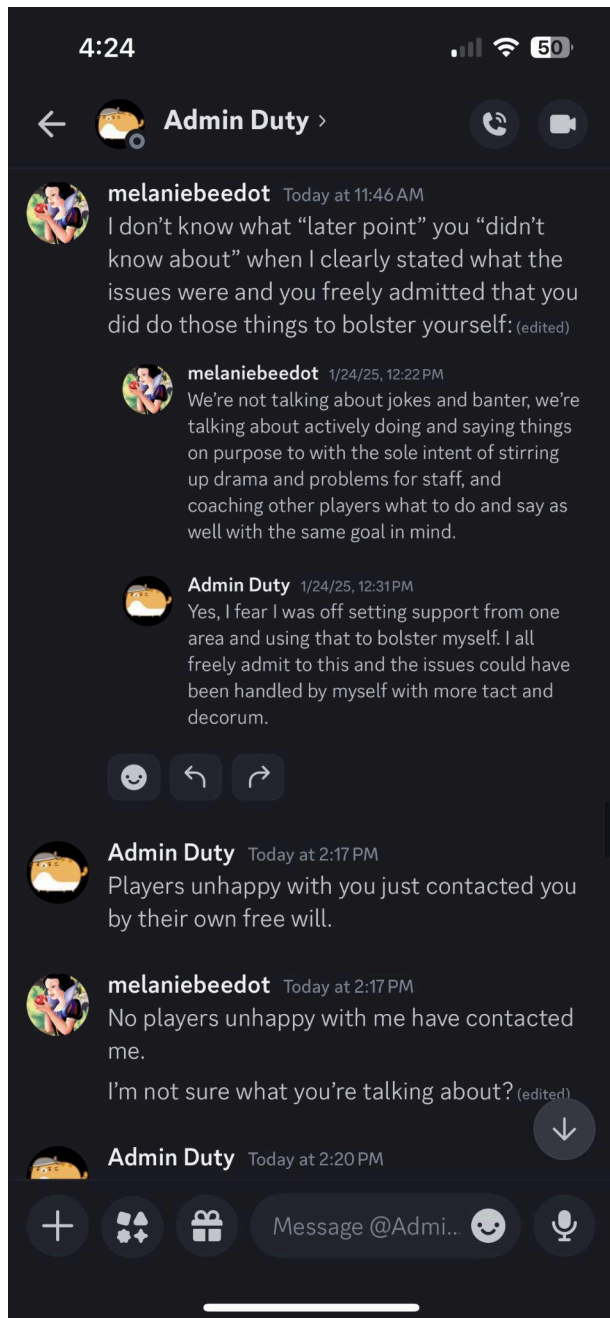 4:24
50
Admin Duty >
melaniebeedot Today at 11:46 AM
I don’t know what “later point” you “didn’t
know about” when I clearly stated what the
issues were and you freely admitted that you
did do those things to bolster yourself: (edited)
melaniebeedot 1/24/25, 12:22 PM
We’re not talking about jokes and banter, we’re
talking about actively doing and saying things
on purpose to with the sole intent of stirring
up drama and problems for staff, and
coaching other players what to do and say as
well with the same goal in mind.
Admin Duty 1/24/25, 12:31 PM
Yes, I fear I was off setting support from one
area and using that to bolster myself. I all
freely admit to this and the issues could have
been handled by myself with more tact and
decorum.
Admin Duty Today at 2:17 PM
Players unhappy with you just contacted you
by their own free will.
melaniebeedot Today at 2:17 PM
No players unhappy with me have contacted
me.
I’m not sure what you’re talking about? (edited)
Admin Duty Today at 2:20 PM
Message @Admi...